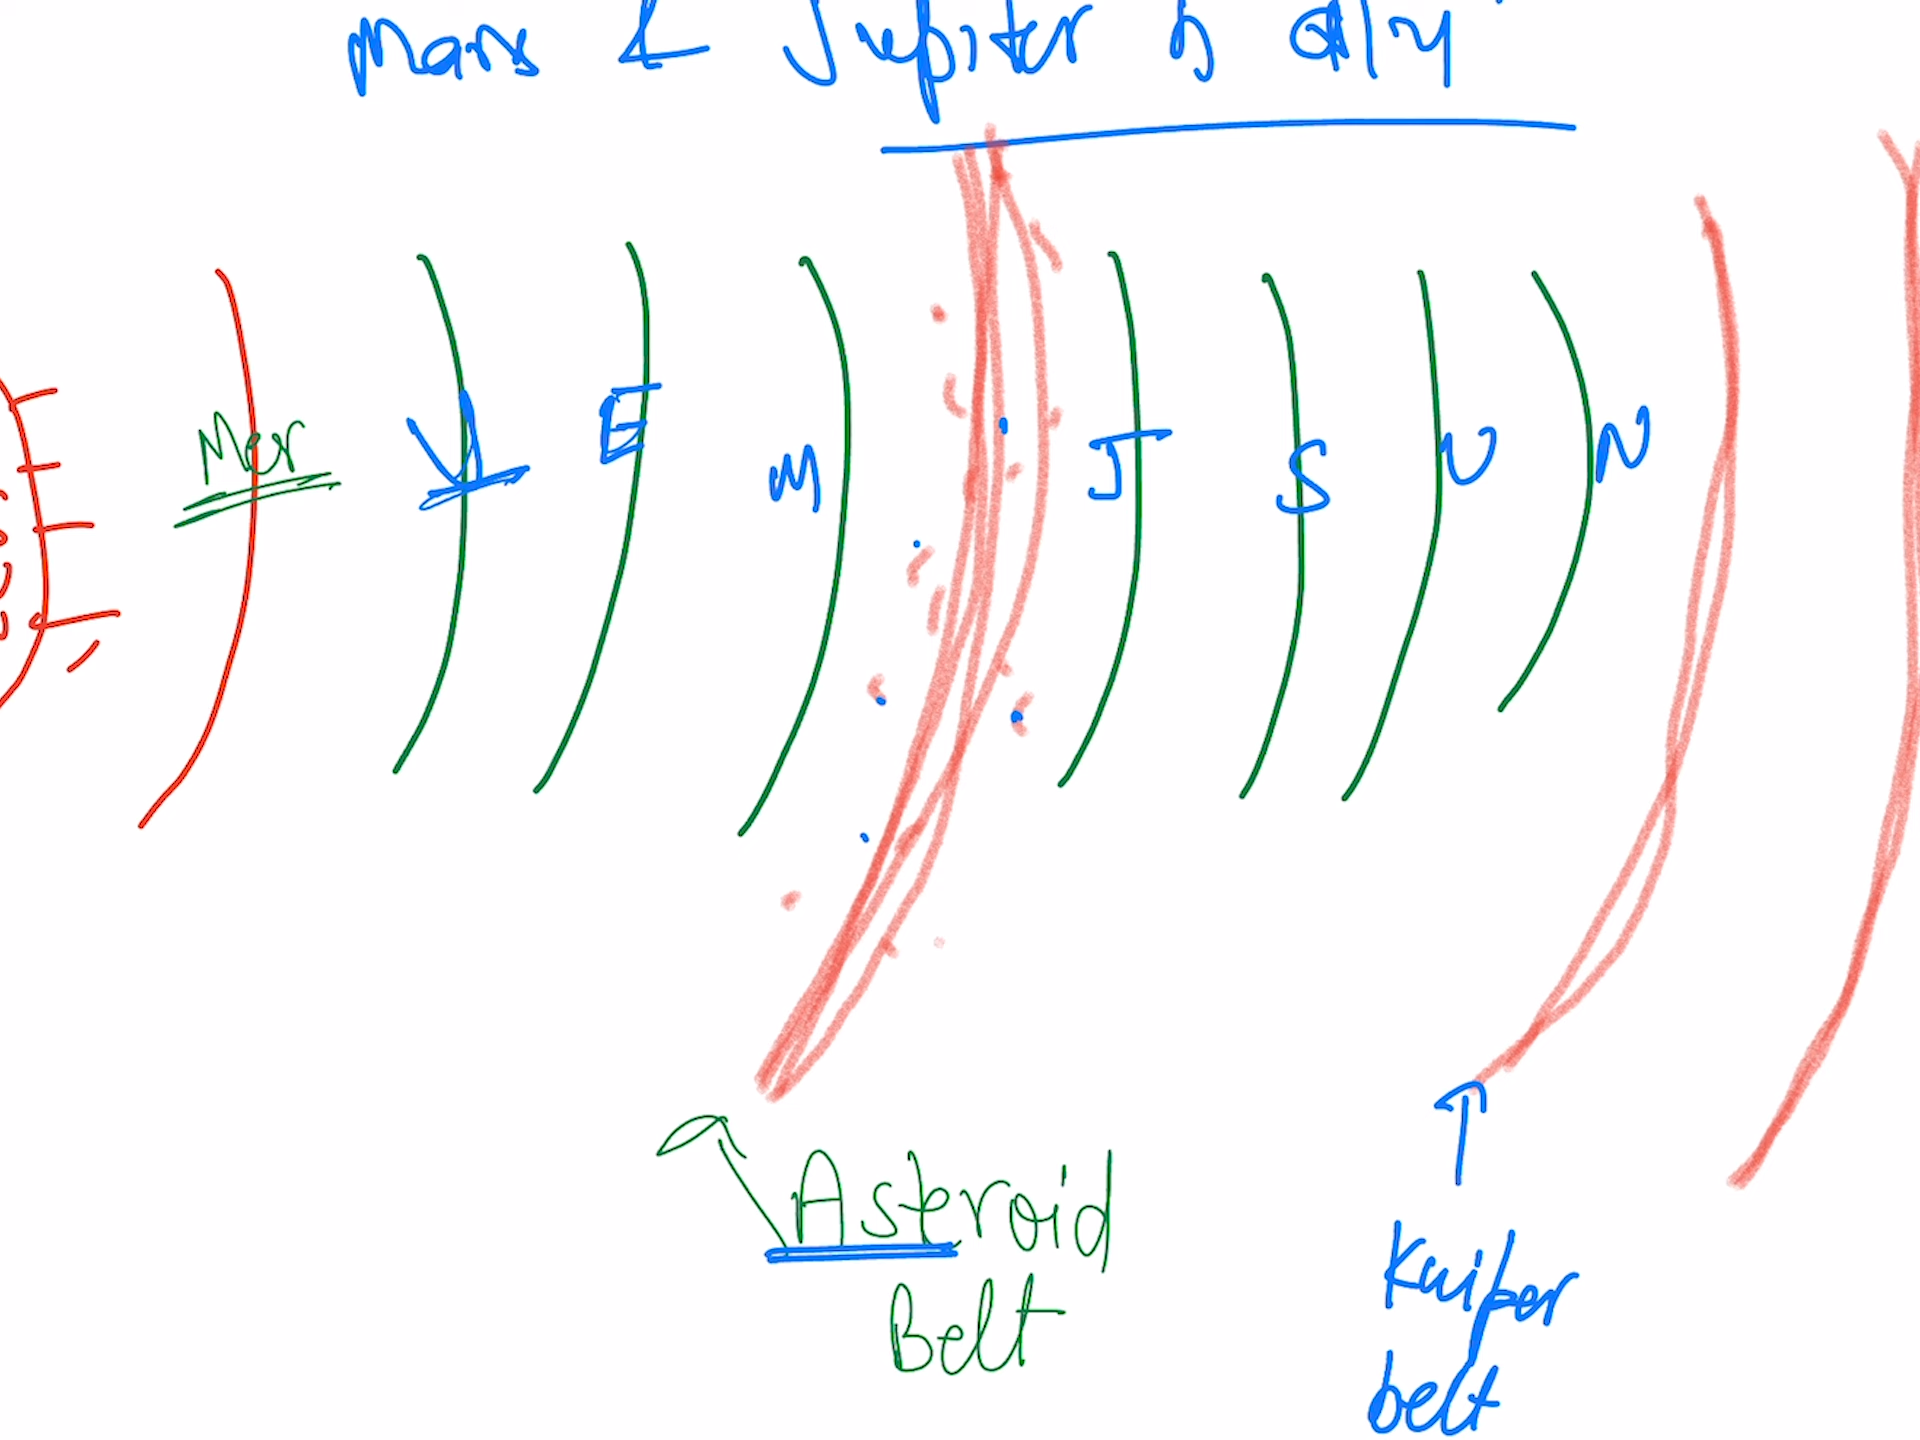 Mars & Jupiter
Mer V E M J S U N
Asteroid
Belt
Kuiper
belt